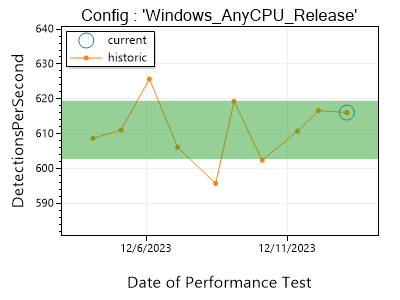 Config : 'Windows_AnyCPU_Release'
640
current
historic
630
620
610
600
590
DetectionsPerSecond
12/6/2023
12/11/2023
Date of Performance Test